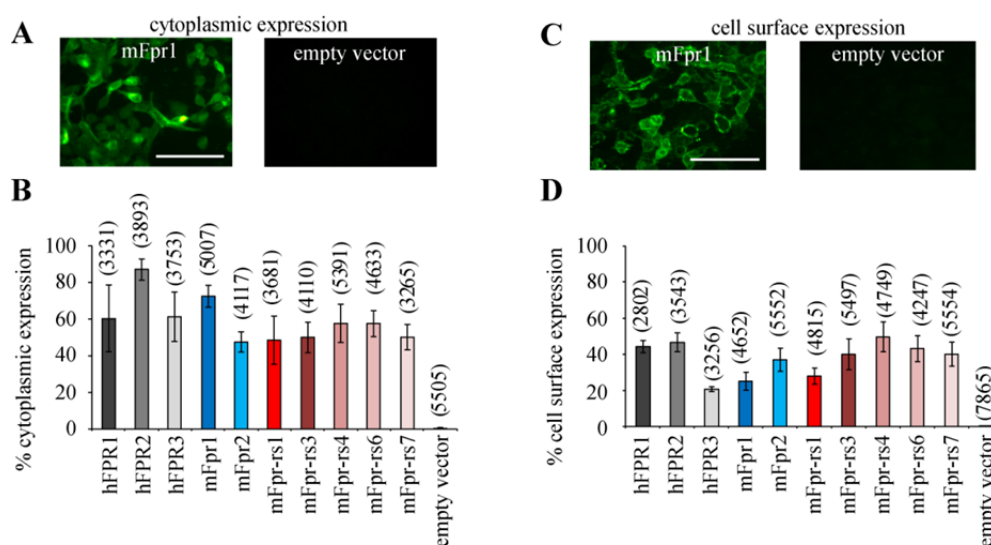 A
cytoplasmic expression
mFpr1
empty vector
C
cell surface expression
mFpr1
empty vector
B
% cytoplasmic expression
100
80
60
40
20
0
(3331)
(3893)
(3753)
(5007)
(4117)
(3681)
(4110)
(5391)
(4633)
(3265)
(5505)
hFPR1
hFPR2
hFPR3
mFpr1
mFpr2
mFpr-rs1
mFpr-rs3
mFpr-rs4
mFpr-rs6
mFpr-rs7
empty vector
D
% cell surface expression
100
80
60
40
20
0
(2802)
(3543)
(3256)
(4652)
(5552)
(4815)
(5497)
(4749)
(4247)
(5554)
(7865)
hFPR1
hFPR2
hFPR3
mFpr1
mFpr2
mFpr-rs1
mFpr-rs3
mFpr-rs4
mFpr-rs6
mFpr-rs7
empty vector